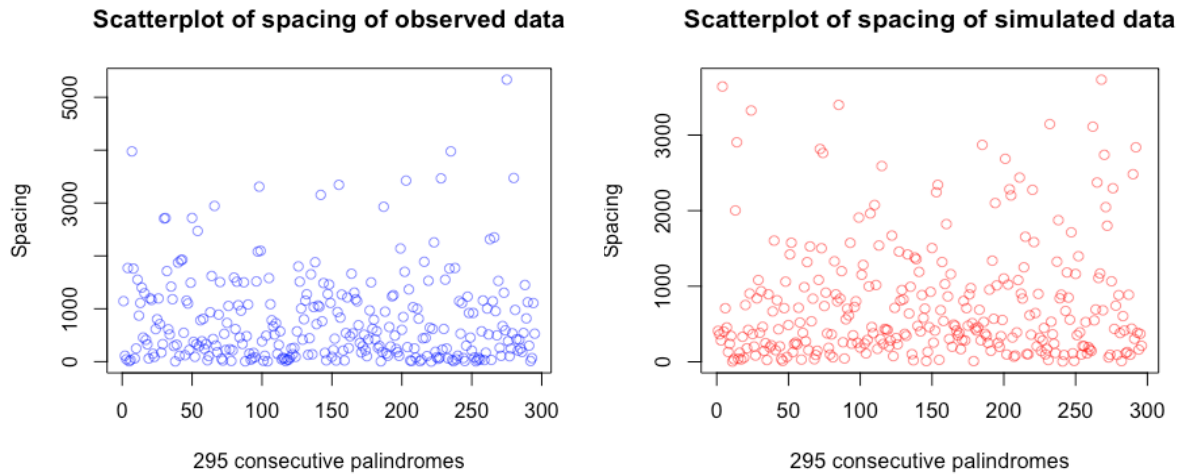 Scatterplot of spacing of observed data
Spacing
5000
3000
1000
0
0 50 100 150 200 250 300
295 consecutive palindromes
Scatterplot of spacing of simulated data
Spacing
3000
2000
1000
0
0 50 100 150 200 250 300
295 consecutive palindromes